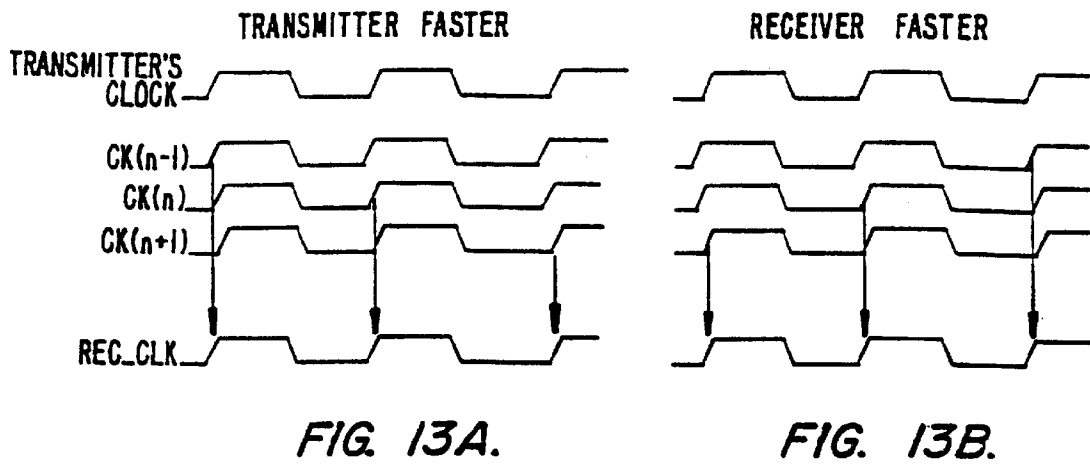 TRANSMITTER FASTER
RECEIVER FASTER
TRANSMITTER'S
CLOCK
CK(n-1)
CK(n)
CK(n+1)
REC_CLK
FIG. 13A.
FIG. 13B.